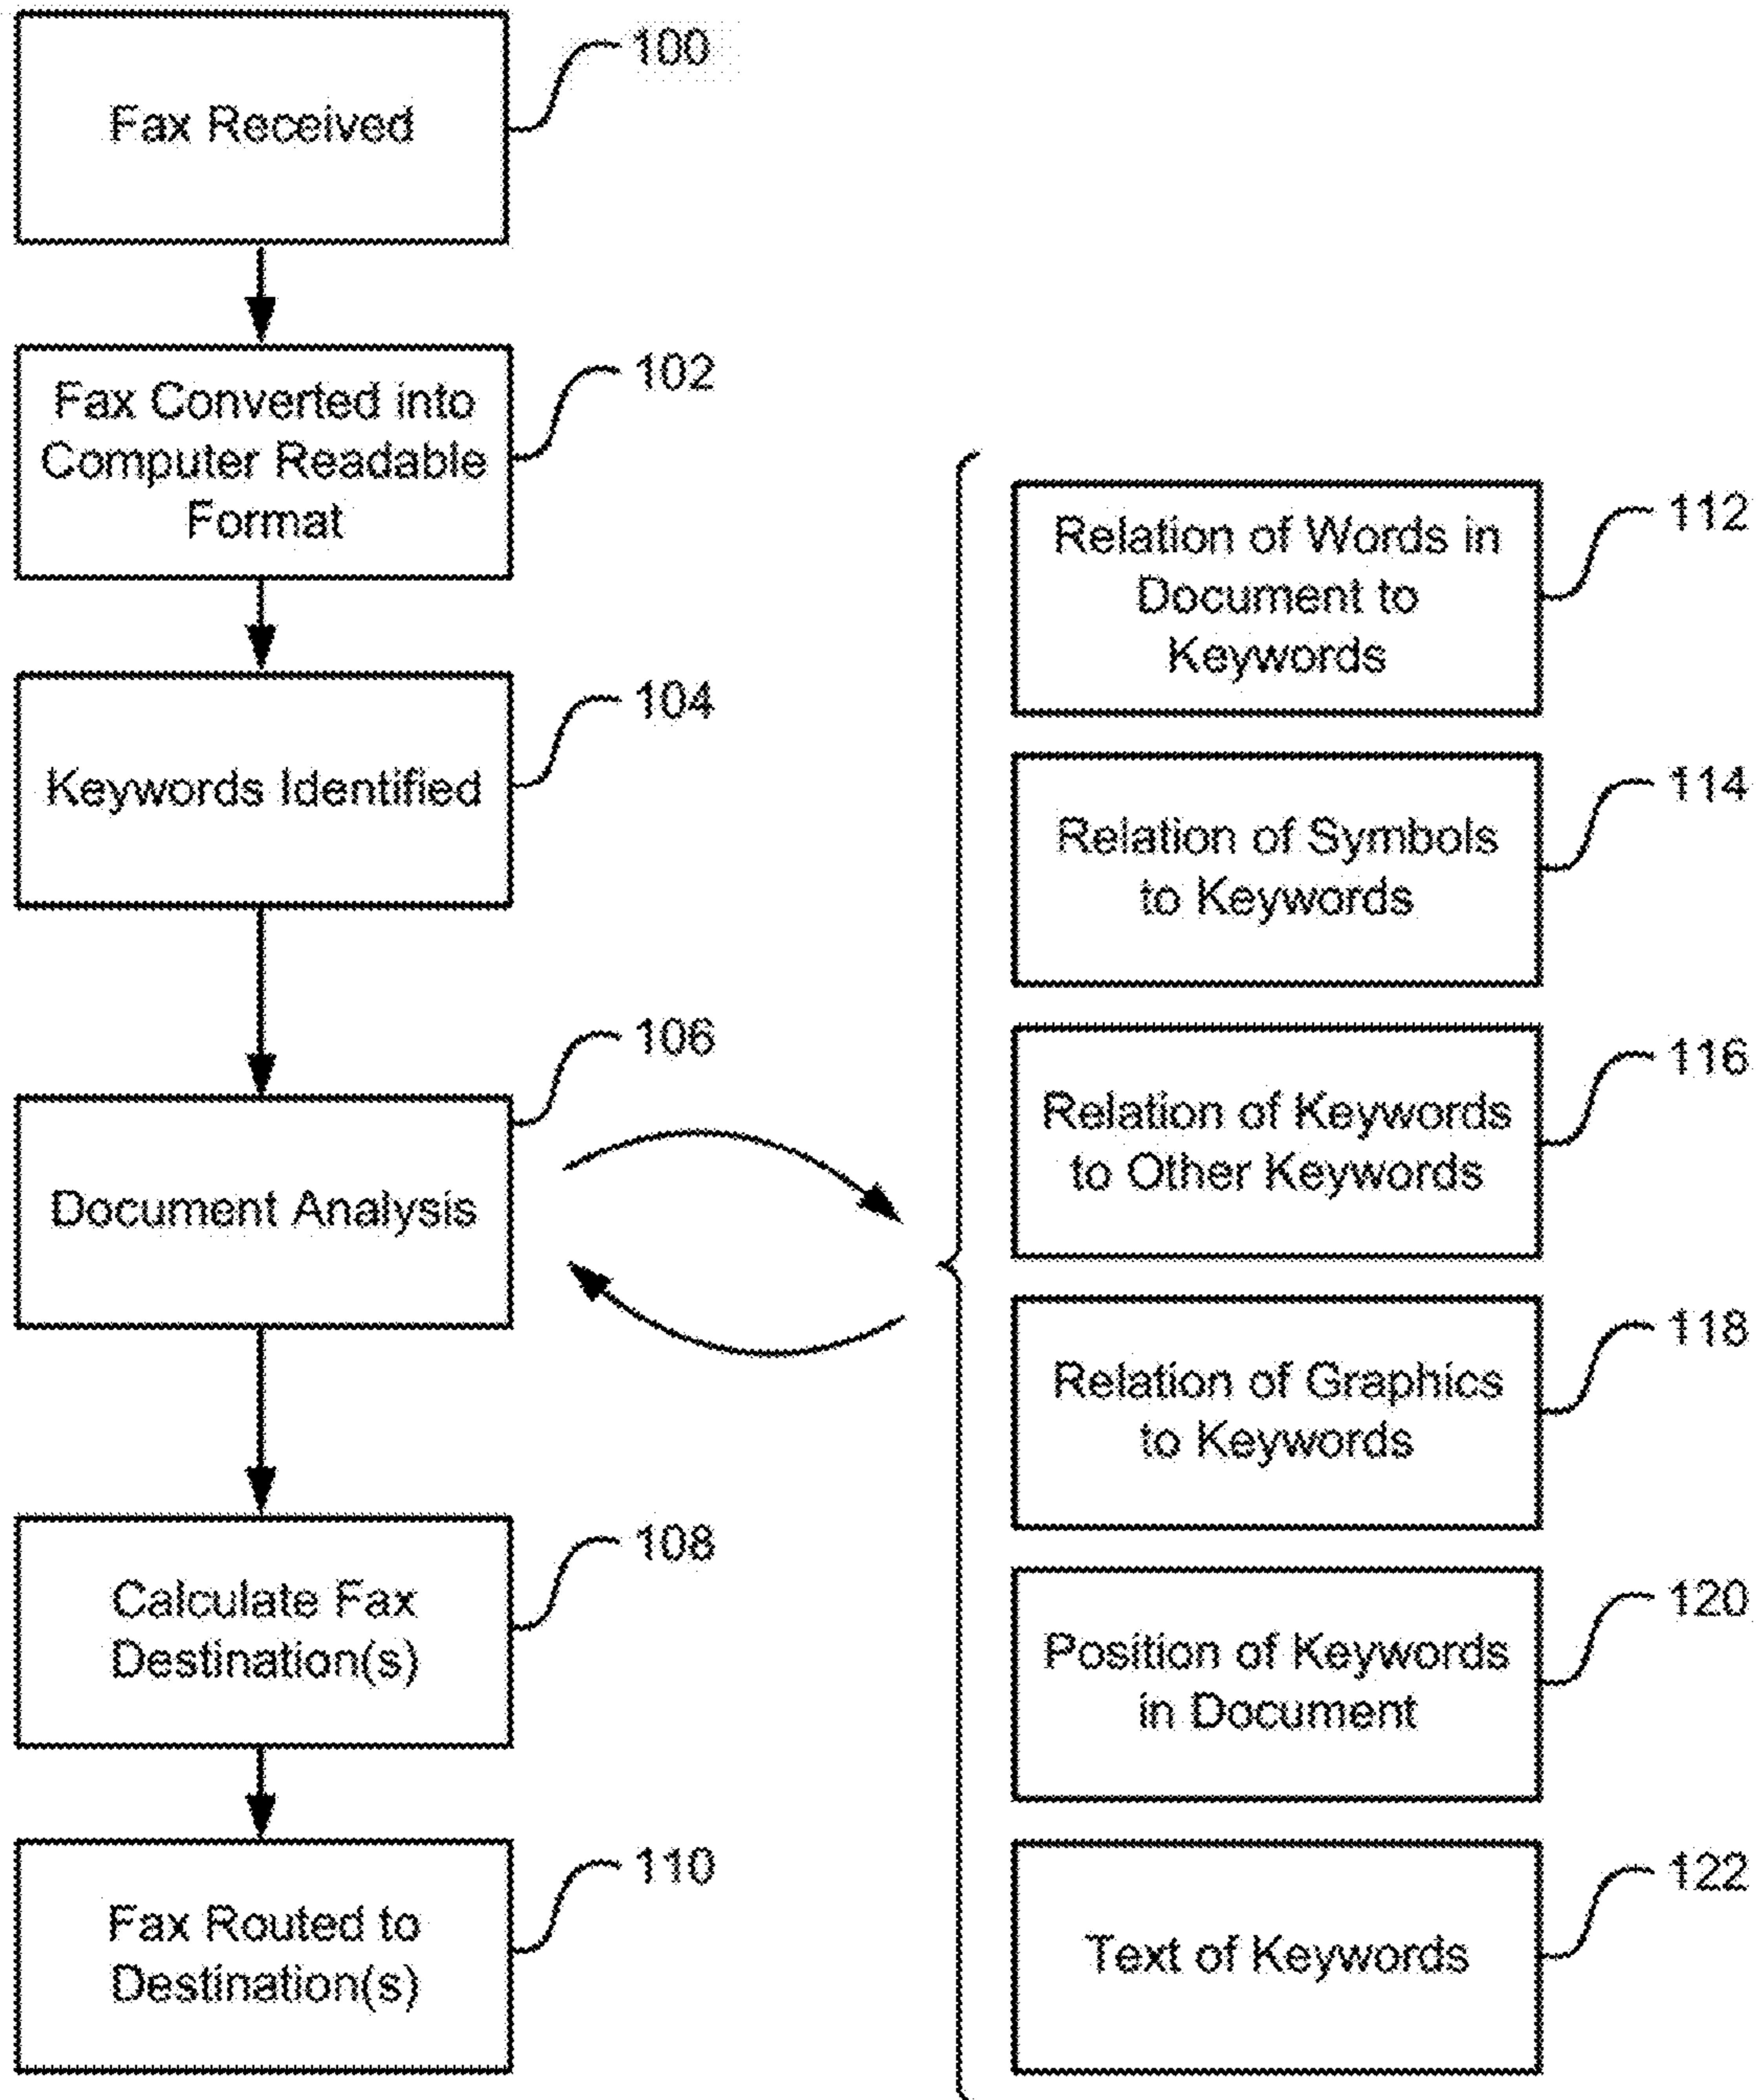 Fax Received
100
Fax Converted into
Computer Readable
Format
102
Keywords Identified
104
Document Analysis
106
Calculate Fax
Destination(s)
108
Fax Routed to
Destination(s)
110
Relation of Words in
Document to
Keywords
112
Relation of Symbols
to Keywords
114
Relation of Keywords
to Other Keywords
116
Relation of Graphics
to Keywords
118
Position of Keywords
in Document
120
Text of Keywords
122